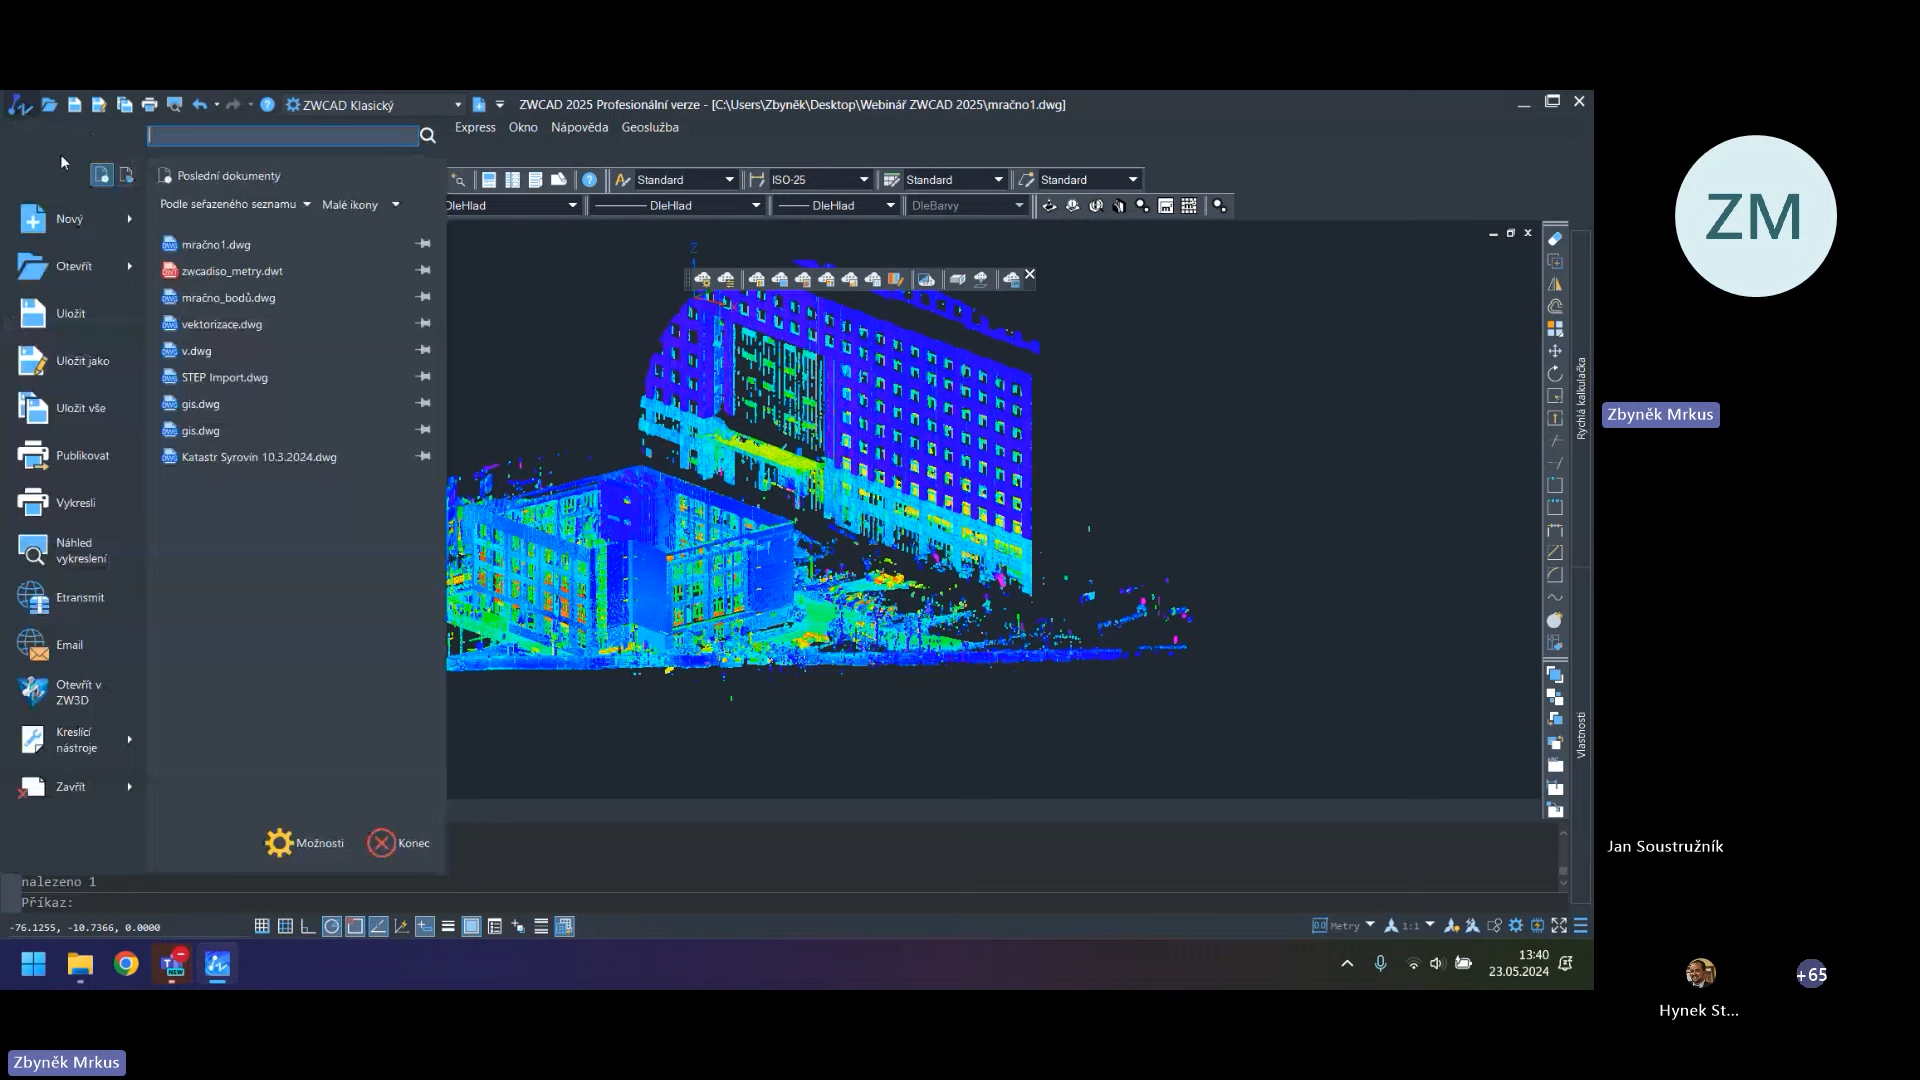 ZWCAD Klasický
ZWCAD 2025 Profesionální verze - [C:\Users\Zbyněk\Desktop\Webinář ZWCAD 2025\mračno1.dwg]
Express Okno Nápověda Geoslužba
Poslední dokumenty
Standard ISO-25 Standard Standard
Podle seřazeného seznamu Malé ikony
DleHlad DleHlad DleHlad DleBarvy
Nový
Otevřít
Uložit
Uložit jako
Uložit vše
Publikovat
Vykresli
Náhled
vykreslení
Etransmit
Email
Otevřít v
ZW3D
Kreslící
nástroje
Zavřít
mračno1.dwg
zwcadiso_metry.dwt
mračno_bodů.dwg
vektorizace.dwg
v.dwg
STEP Import.dwg
gis.dwg
gis.dwg
Katastr Syrovín 10.3.2024.dwg
Možnosti Konec
Z
Rychlá kalkulačka
Vlastnosti
nalezeno 1
Příkaz:
-76.1255, -10.7366, 0.0000
Metry 1:1
NEW
13:40
23.05.2024
ZM
Zbyněk Mrkus
Jan Soustružník
+65
Hynek St...
Zbyněk Mrkus